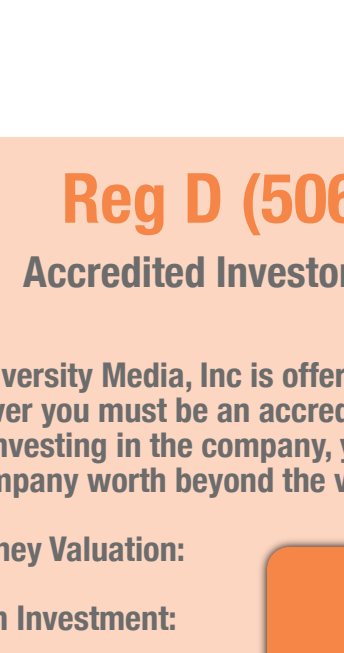 Reg D (506
Accredited Investor
versity Media, Inc is offer
ver you must be an accred
nvesting in the company, y
mpany worth beyond the v
ney Valuation:
n Investment: